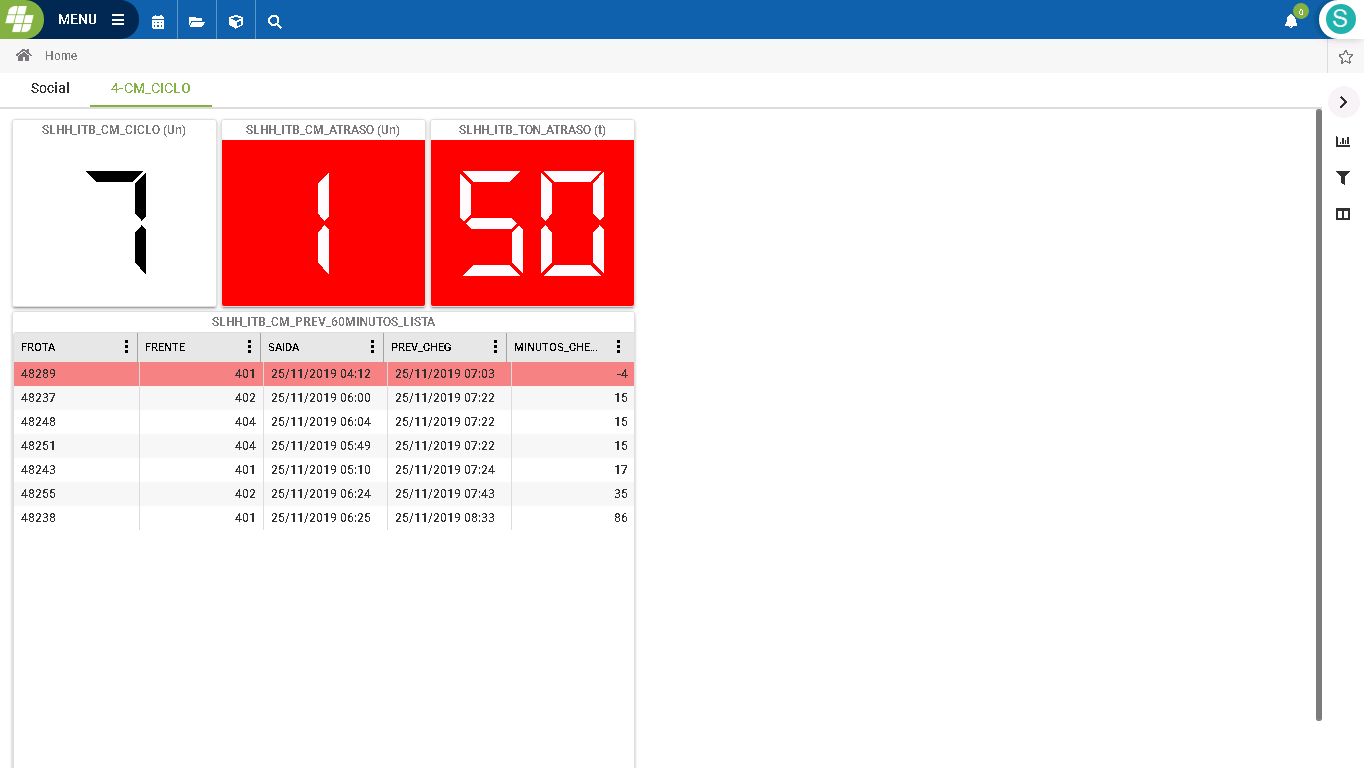 MENU
0
S
Home
Social 4-CM_CICLO
SLHH_ITB_CM_CICLO (Un) SLHH_ITB_CM_ATRASO (Un) SLHH_ITB_TON_ATRASO (t)
7 1 50
SLHH_ITB_CM_PREV_60MINUTOS_LISTA
FROTA FRENTE SAIDA PREV_CHEG MINUTOS_CHE...
48289 401 25/11/2019 04:12 25/11/2019 07:03 -4
48237 402 25/11/2019 06:00 25/11/2019 07:22 15
48248 404 25/11/2019 06:04 25/11/2019 07:22 15
48251 404 25/11/2019 05:49 25/11/2019 07:22 15
48243 401 25/11/2019 05:10 25/11/2019 07:24 17
48255 402 25/11/2019 06:24 25/11/2019 07:43 35
48238 401 25/11/2019 06:25 25/11/2019 08:33 86